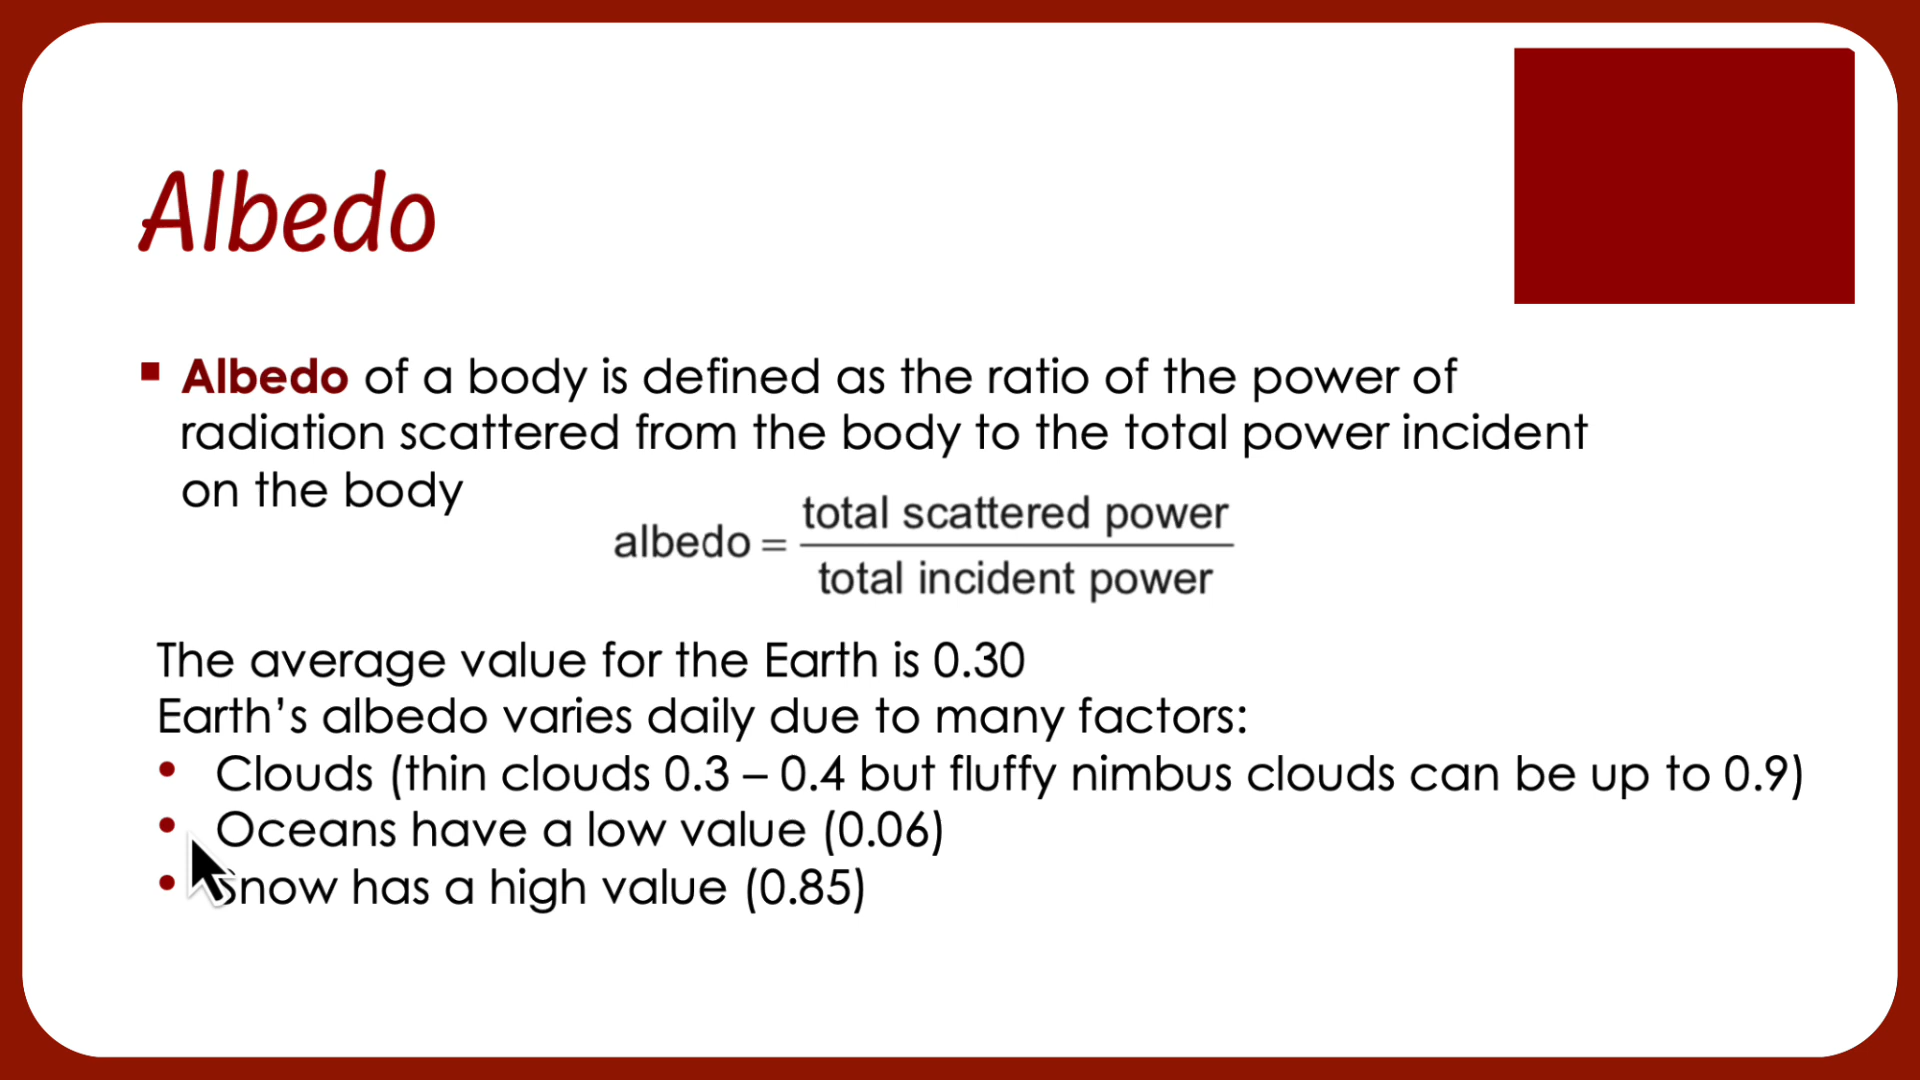 Albedo
▪ Albedo of a body is defined as the ratio of the power of
radiation scattered from the body to the total power incident
on the body
albedo = total scattered power / total incident power
The average value for the Earth is 0.30
Earth’s albedo varies daily due to many factors:
• Clouds (thin clouds 0.3 – 0.4 but fluffy nimbus clouds can be up to 0.9)
• Oceans have a low value (0.06)
• Snow has a high value (0.85)